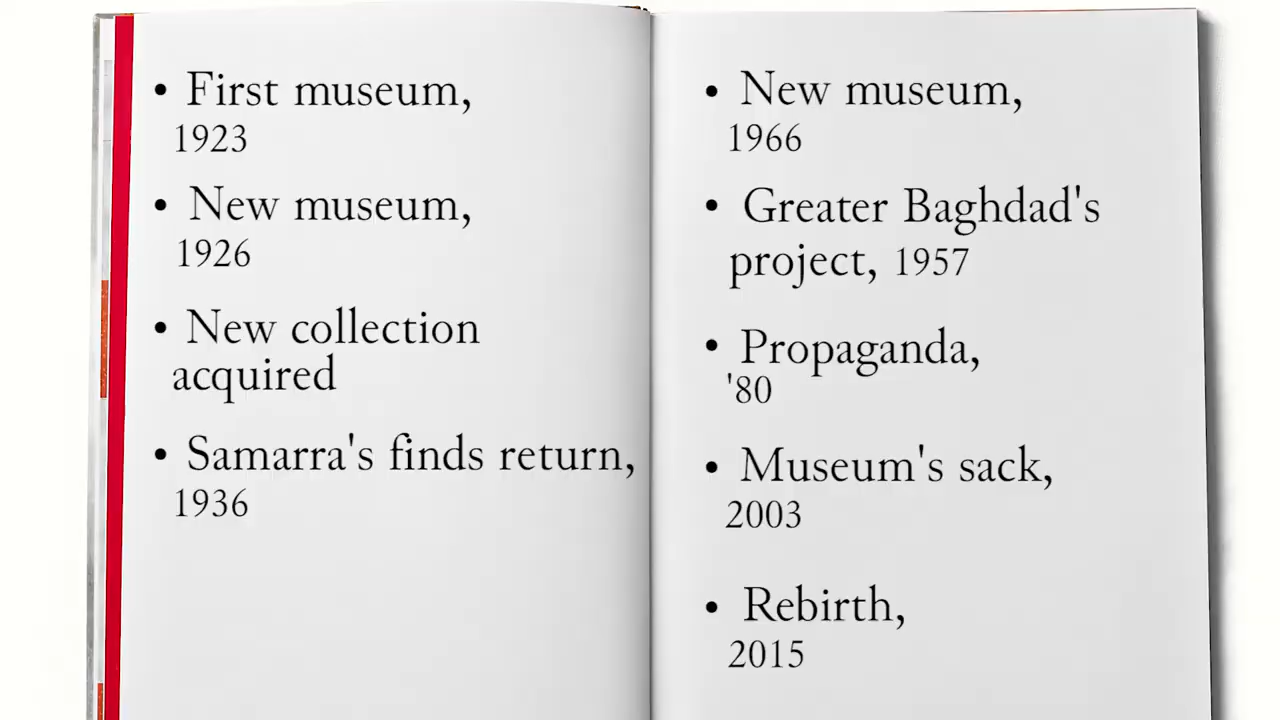 • First museum,
1923
• New museum,
1926
• New collection
acquired
• Samarra's finds return,
1936
• New museum,
1966
• Greater Baghdad's
project, 1957
• Propaganda,
'80
• Museum's sack,
2003
• Rebirth,
2015